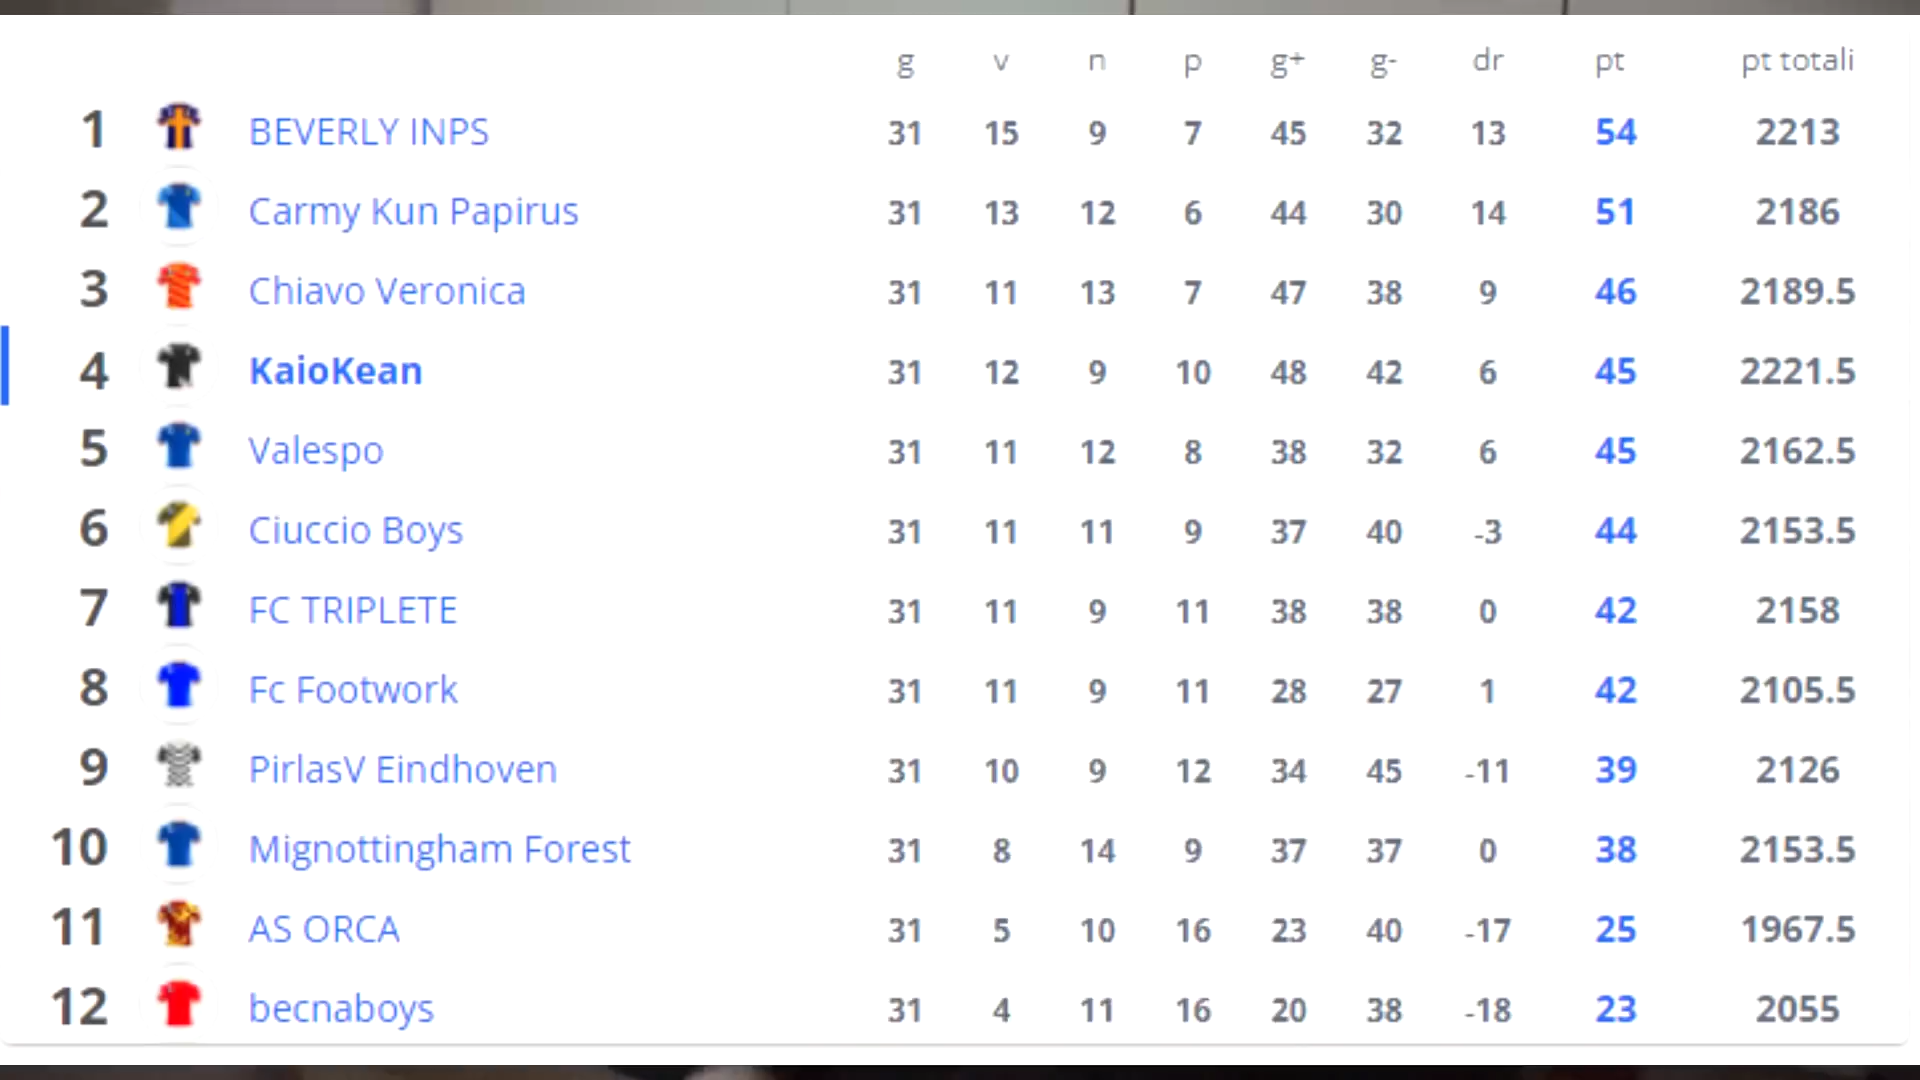 g v n p g+ g- dr pt pt totali
1 BEVERLY INPS 31 15 9 7 45 32 13 54 2213
2 Carmy Kun Papirus 31 13 12 6 44 30 14 51 2186
3 Chiavo Veronica 31 11 13 7 47 38 9 46 2189.5
4 KaioKean 31 12 9 10 48 42 6 45 2221.5
5 Valespo 31 11 12 8 38 32 6 45 2162.5
6 Ciuccio Boys 31 11 11 9 37 40 -3 44 2153.5
7 FC TRIPLETE 31 11 9 11 38 38 0 42 2158
8 Fc Footwork 31 11 9 11 28 27 1 42 2105.5
9 PirlasV Eindhoven 31 10 9 12 34 45 -11 39 2126
10 Mignottingham Forest 31 8 14 9 37 37 0 38 2153.5
11 AS ORCA 31 5 10 16 23 40 -17 25 1967.5
12 becnaboys 31 4 11 16 20 38 -18 23 2055